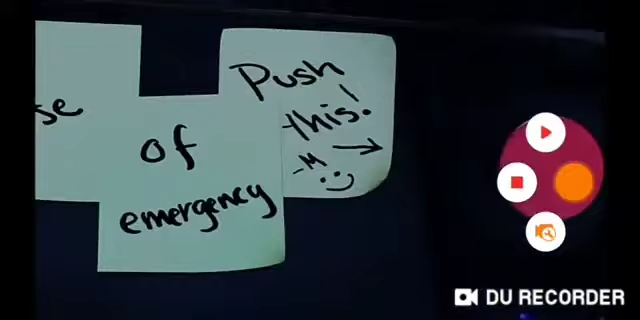 se
of
emergency
Push
this!
-M →
DU RECORDER